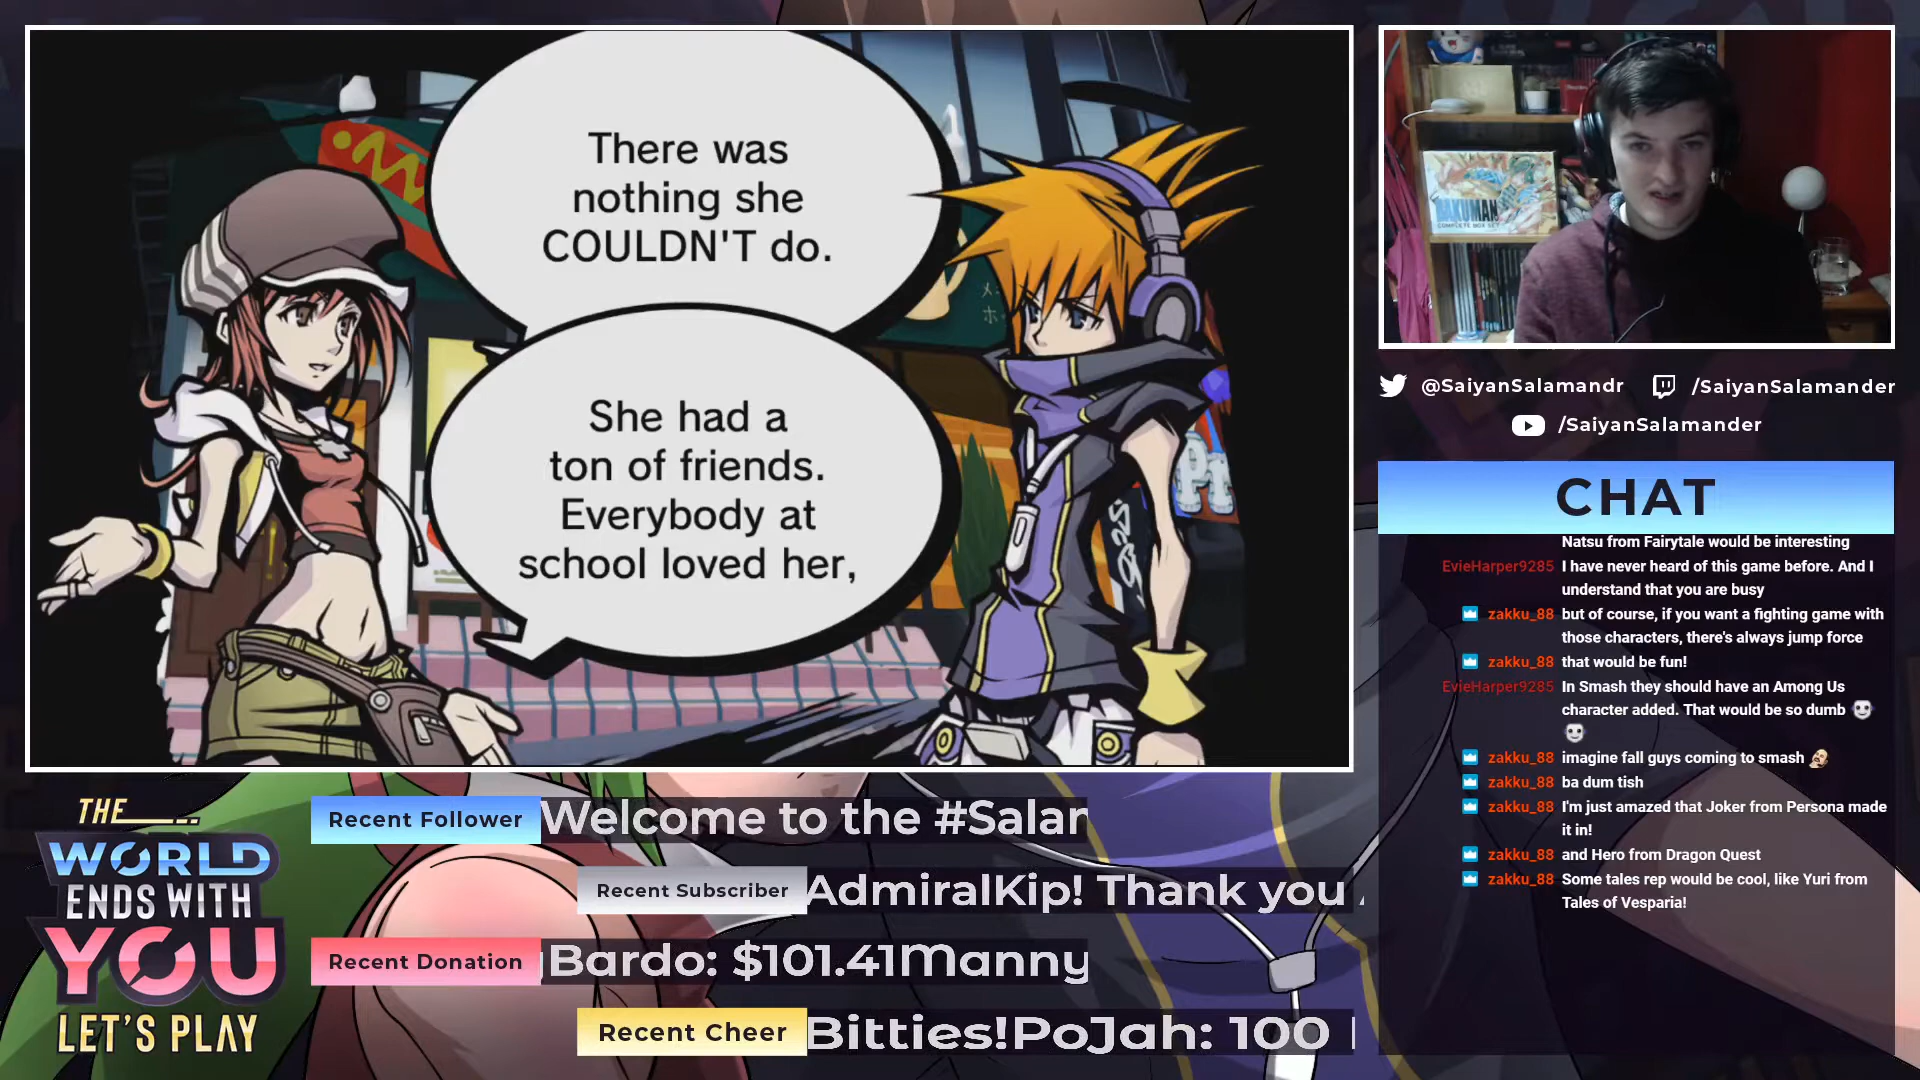 There was
nothing she
COULDN'T do.
She had a
ton of friends.
Everybody at
school loved her,
@SaiyanSalamandr
/SaiyanSalamander
/SaiyanSalamander
CHAT
Natsu from Fairytale would be interesting
EvieHarper9285 I have never heard of this game before. And I
understand that you are busy
zakku_88 but of course, if you want a fighting game with
those characters, there's always jump force
zakku_88 that would be fun!
EvieHarper9285 In Smash they should have an Among Us
character added. That would be so dumb
zakku_88 imagine fall guys coming to smash
zakku_88 ba dum tish
zakku_88 I'm just amazed that Joker from Persona made
it in!
zakku_88 and Hero from Dragon Quest
zakku_88 Some tales rep would be cool, like Yuri from
Tales of Vesparia!
THE
WORLD
ENDS WITH
YOU
LET'S PLAY
Recent Follower Welcome to the #Salar
Recent Subscriber AdmiralKip! Thank you
Recent Donation Bardo: $101.41Manny
Recent Cheer Bitties!PoJah: 100
BAKUMAN
COMPLETE BOX SET